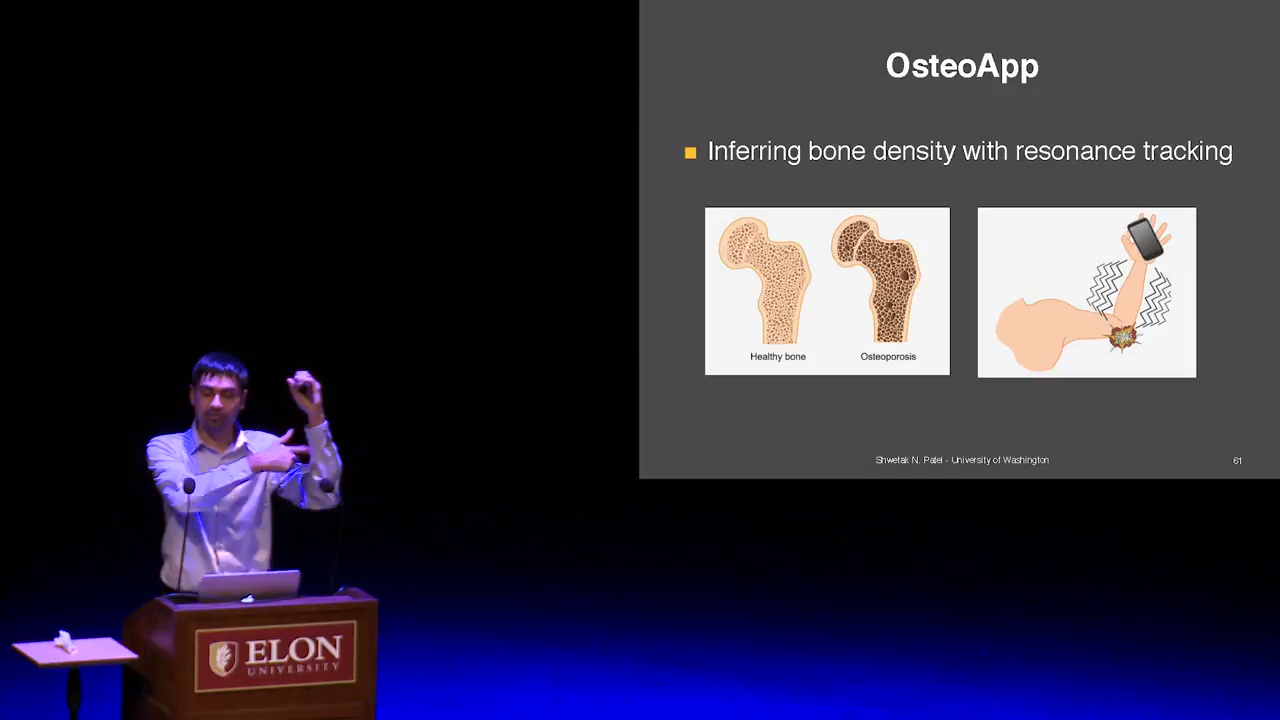 OsteoApp
Inferring bone density with resonance tracking
Healthy bone
Osteoporosis
Shwetak N. Patel - University of Washington
61
ELON
UNIVERSITY